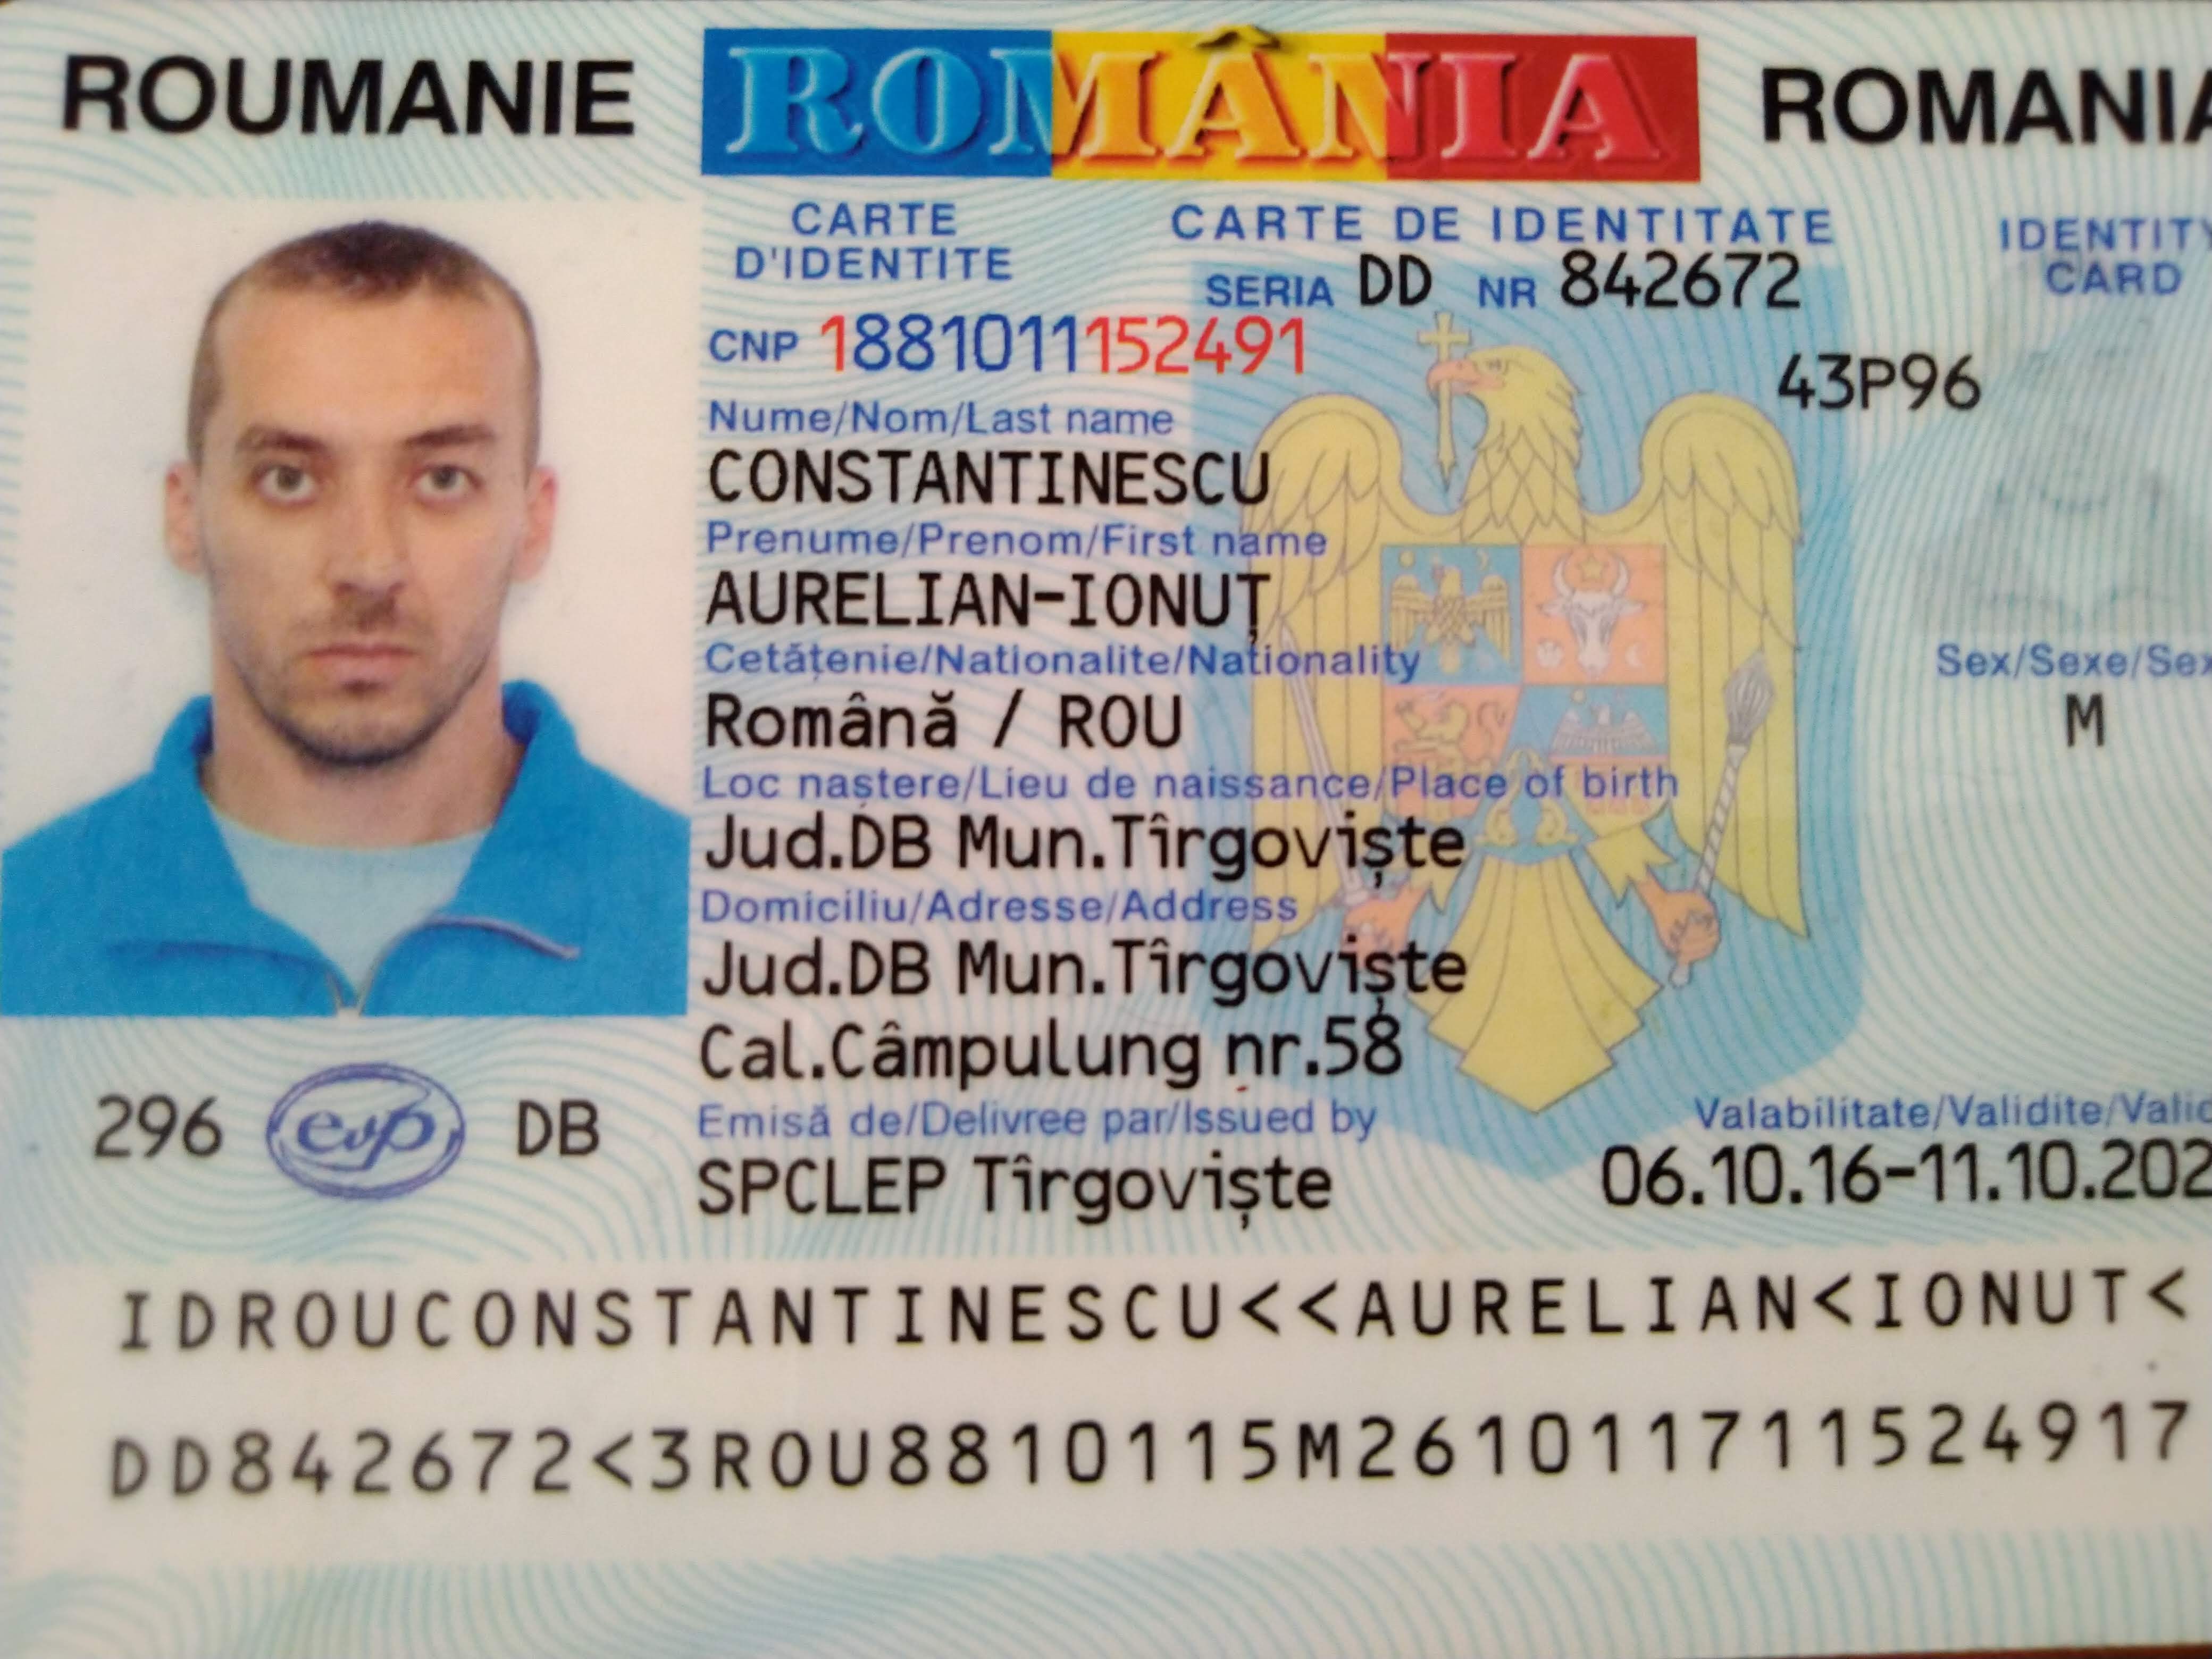 ROUMANIE ROMÂNIA ROMANIA
CARTE D'IDENTITE
CARTE DE IDENTITATE
IDENTITY CARD
SERIA DD NR 842672
CNP 1881011152491
43P96
Nume/Nom/Last name
CONSTANTINESCU
Prenume/Prenom/First name
AURELIAN-IONUȚ
Cetățenie/Nationalite/Nationality
Română / ROU
Sex/Sexe/Sex
M
Loc naștere/Lieu de naissance/Place of birth
Jud.DB Mun.Tîrgoviște
Domiciliu/Adresse/Address
Jud.DB Mun.Tîrgoviște
Cal.Câmpulung nr.58
296 evp DB
Emisă de/Delivree par/Issued by
SPCLEP Tîrgoviște
Valabilitate/Validite/Valid
06.10.16-11.10.202
IDROUCONSTANTINESCU<<AURELIAN<IONUT<
DD842672<3ROU8810115M261011711524917